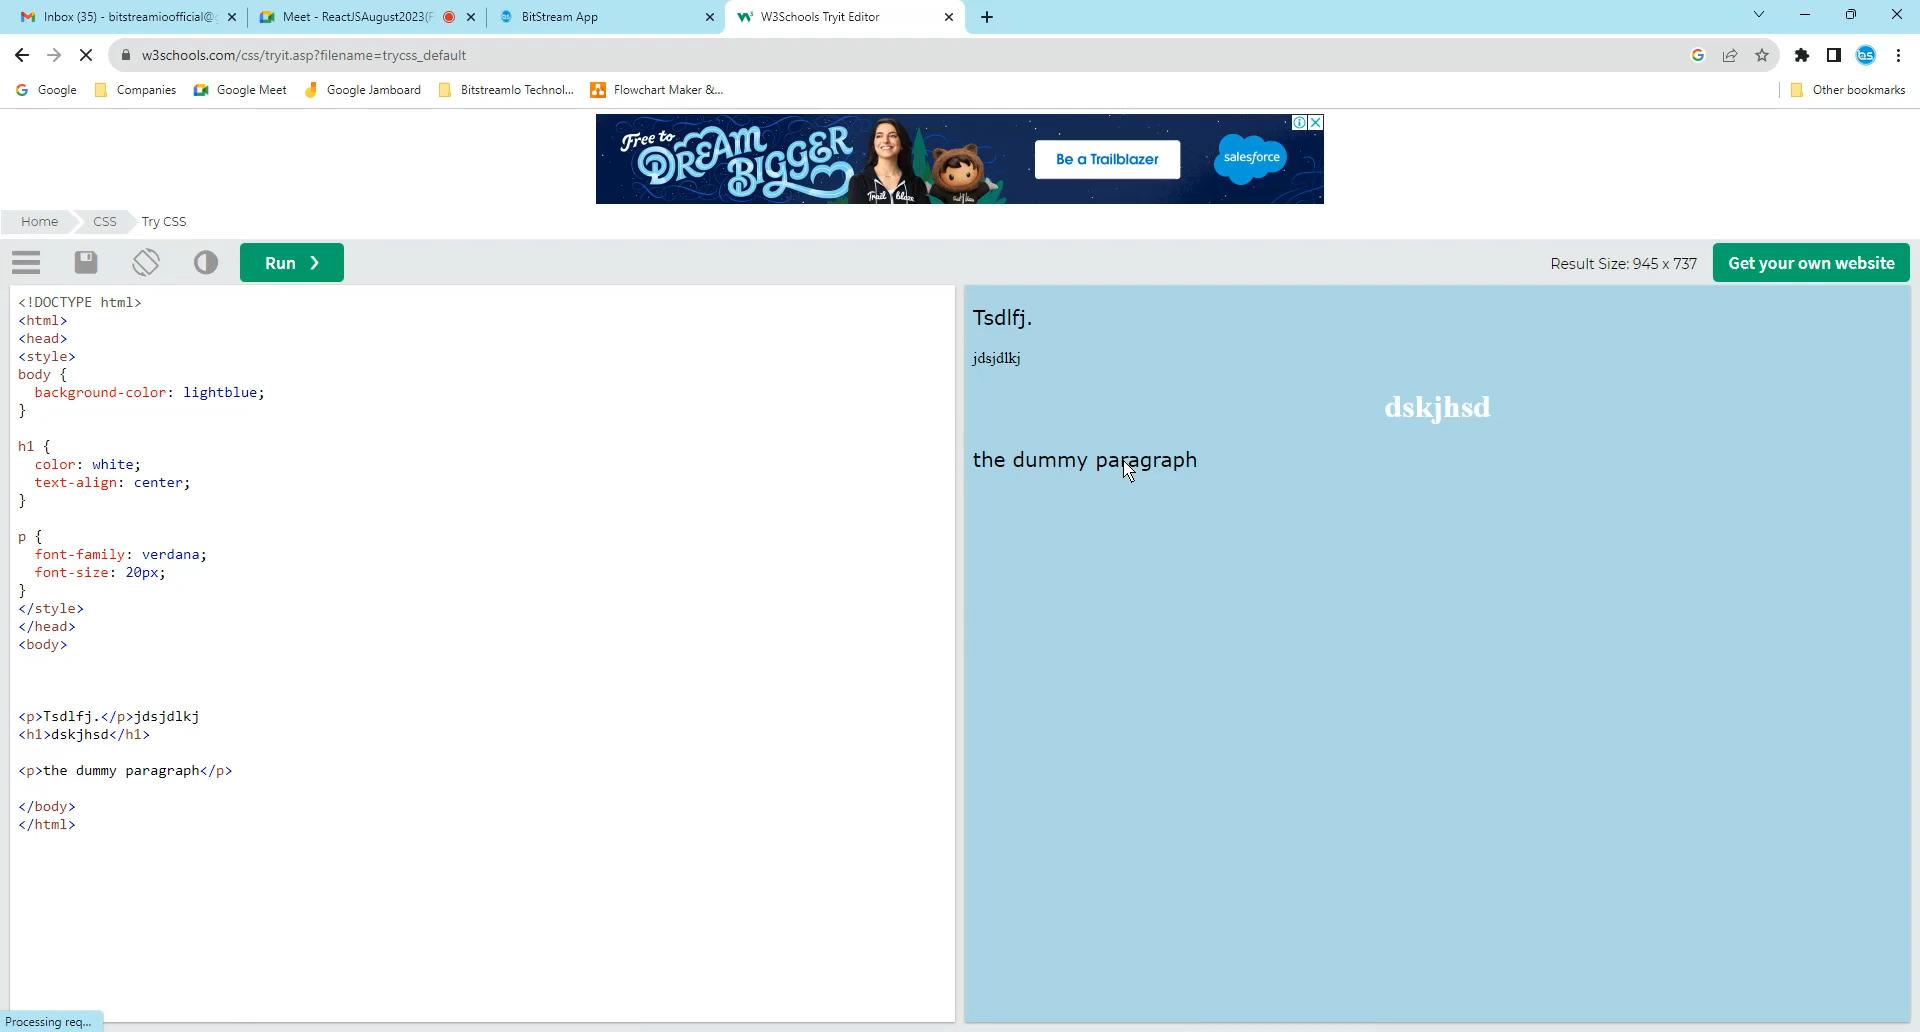 Inbox (35) - bitstreamioofficial@
Meet - ReactJSAugust2023(F
BitStream App
W3Schools Tryit Editor
w3schools.com/css/tryit.asp?filename=trycss_default
Google
Companies
Google Meet
Google Jamboard
BitstreamIo Technol...
Flowchart Maker &...
Other bookmarks
Free to
DREAM
BIGGER
Be a Trailblazer
salesforce
Home
CSS
Try CSS
Run ❯
Result Size: 945 x 737
Get your own website
<!DOCTYPE html>
<html>
<head>
<style>
body {
  background-color: lightblue;
}
h1 {
  color: white;
  text-align: center;
}
p {
  font-family: verdana;
  font-size: 20px;
}
</style>
</head>
<body>
<p>Tsdlfj.</p>jdsjdlkj
<h1>dskjhsd</h1>
<p>the dummy paragraph</p>
</body>
</html>
Tsdlfj.
jdsjdlkj
dskjhsd
the dummy paragraph
Processing req...